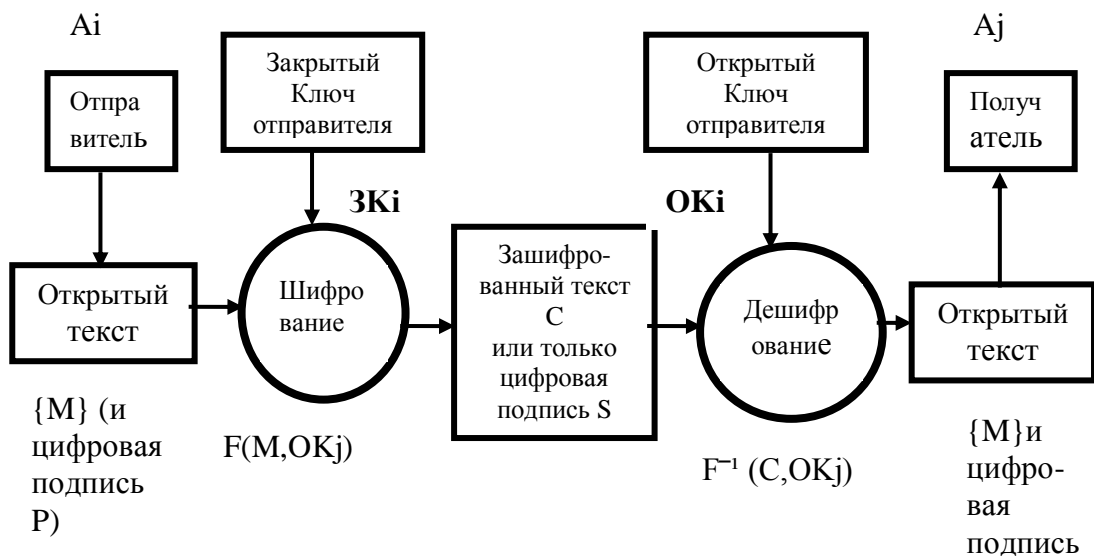 Ai
Aj
Отпра
витель
Закрытый
Ключ
отправителя
Открытый
Ключ
отправителя
Получ
атель
ЗKi
OKi
Открытый
текст
Шифро
вание
Зашифро-
ванный текст
C
или только
цифровая
подпись S
Дешифр
ование
Открытый
текст
{M} (и
цифровая
подпись
P)
F(M,OKj)
F⁻¹ (C,OKj)
{M}и
цифро-
вая
подпись